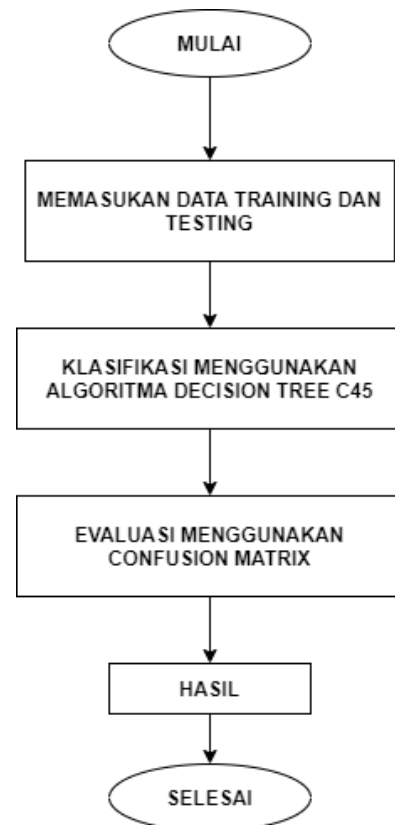 MULAI
MEMASUKAN DATA TRAINING DAN
TESTING
KLASIFIKASI MENGGUNAKAN
ALGORITMA DECISION TREE C45
EVALUASI MENGGUNAKAN
CONFUSION MATRIX
HASIL
SELESAI